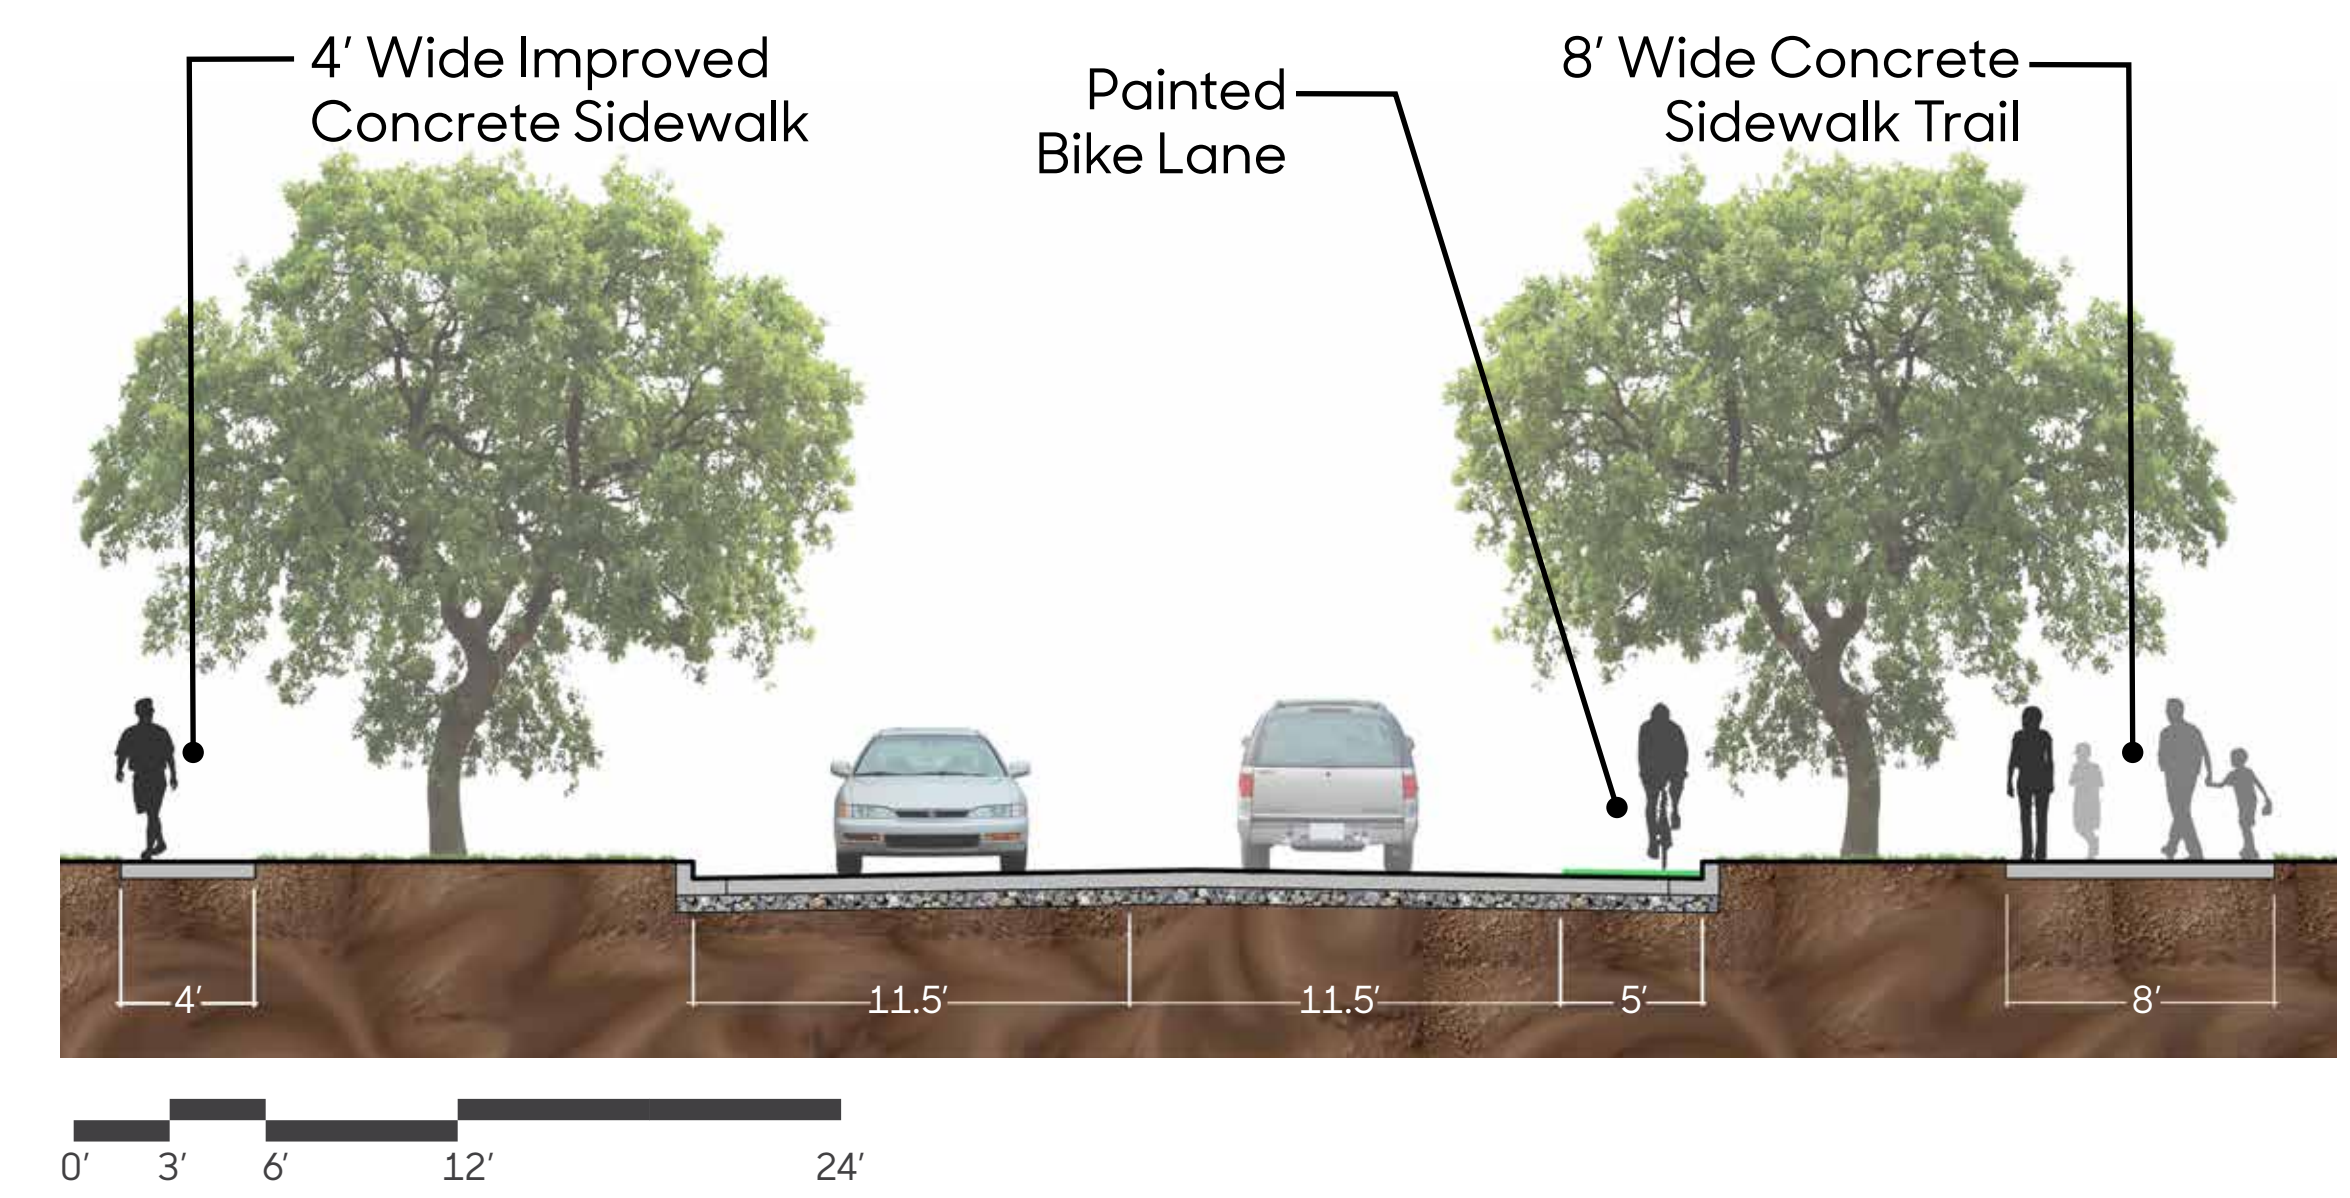 4′ Wide Improved
Concrete Sidewalk
Painted
Bike Lane
8′ Wide Concrete
Sidewalk Trail
4′
11.5′
11.5′
5′
8′
0′ 3′ 6′ 12′ 24′